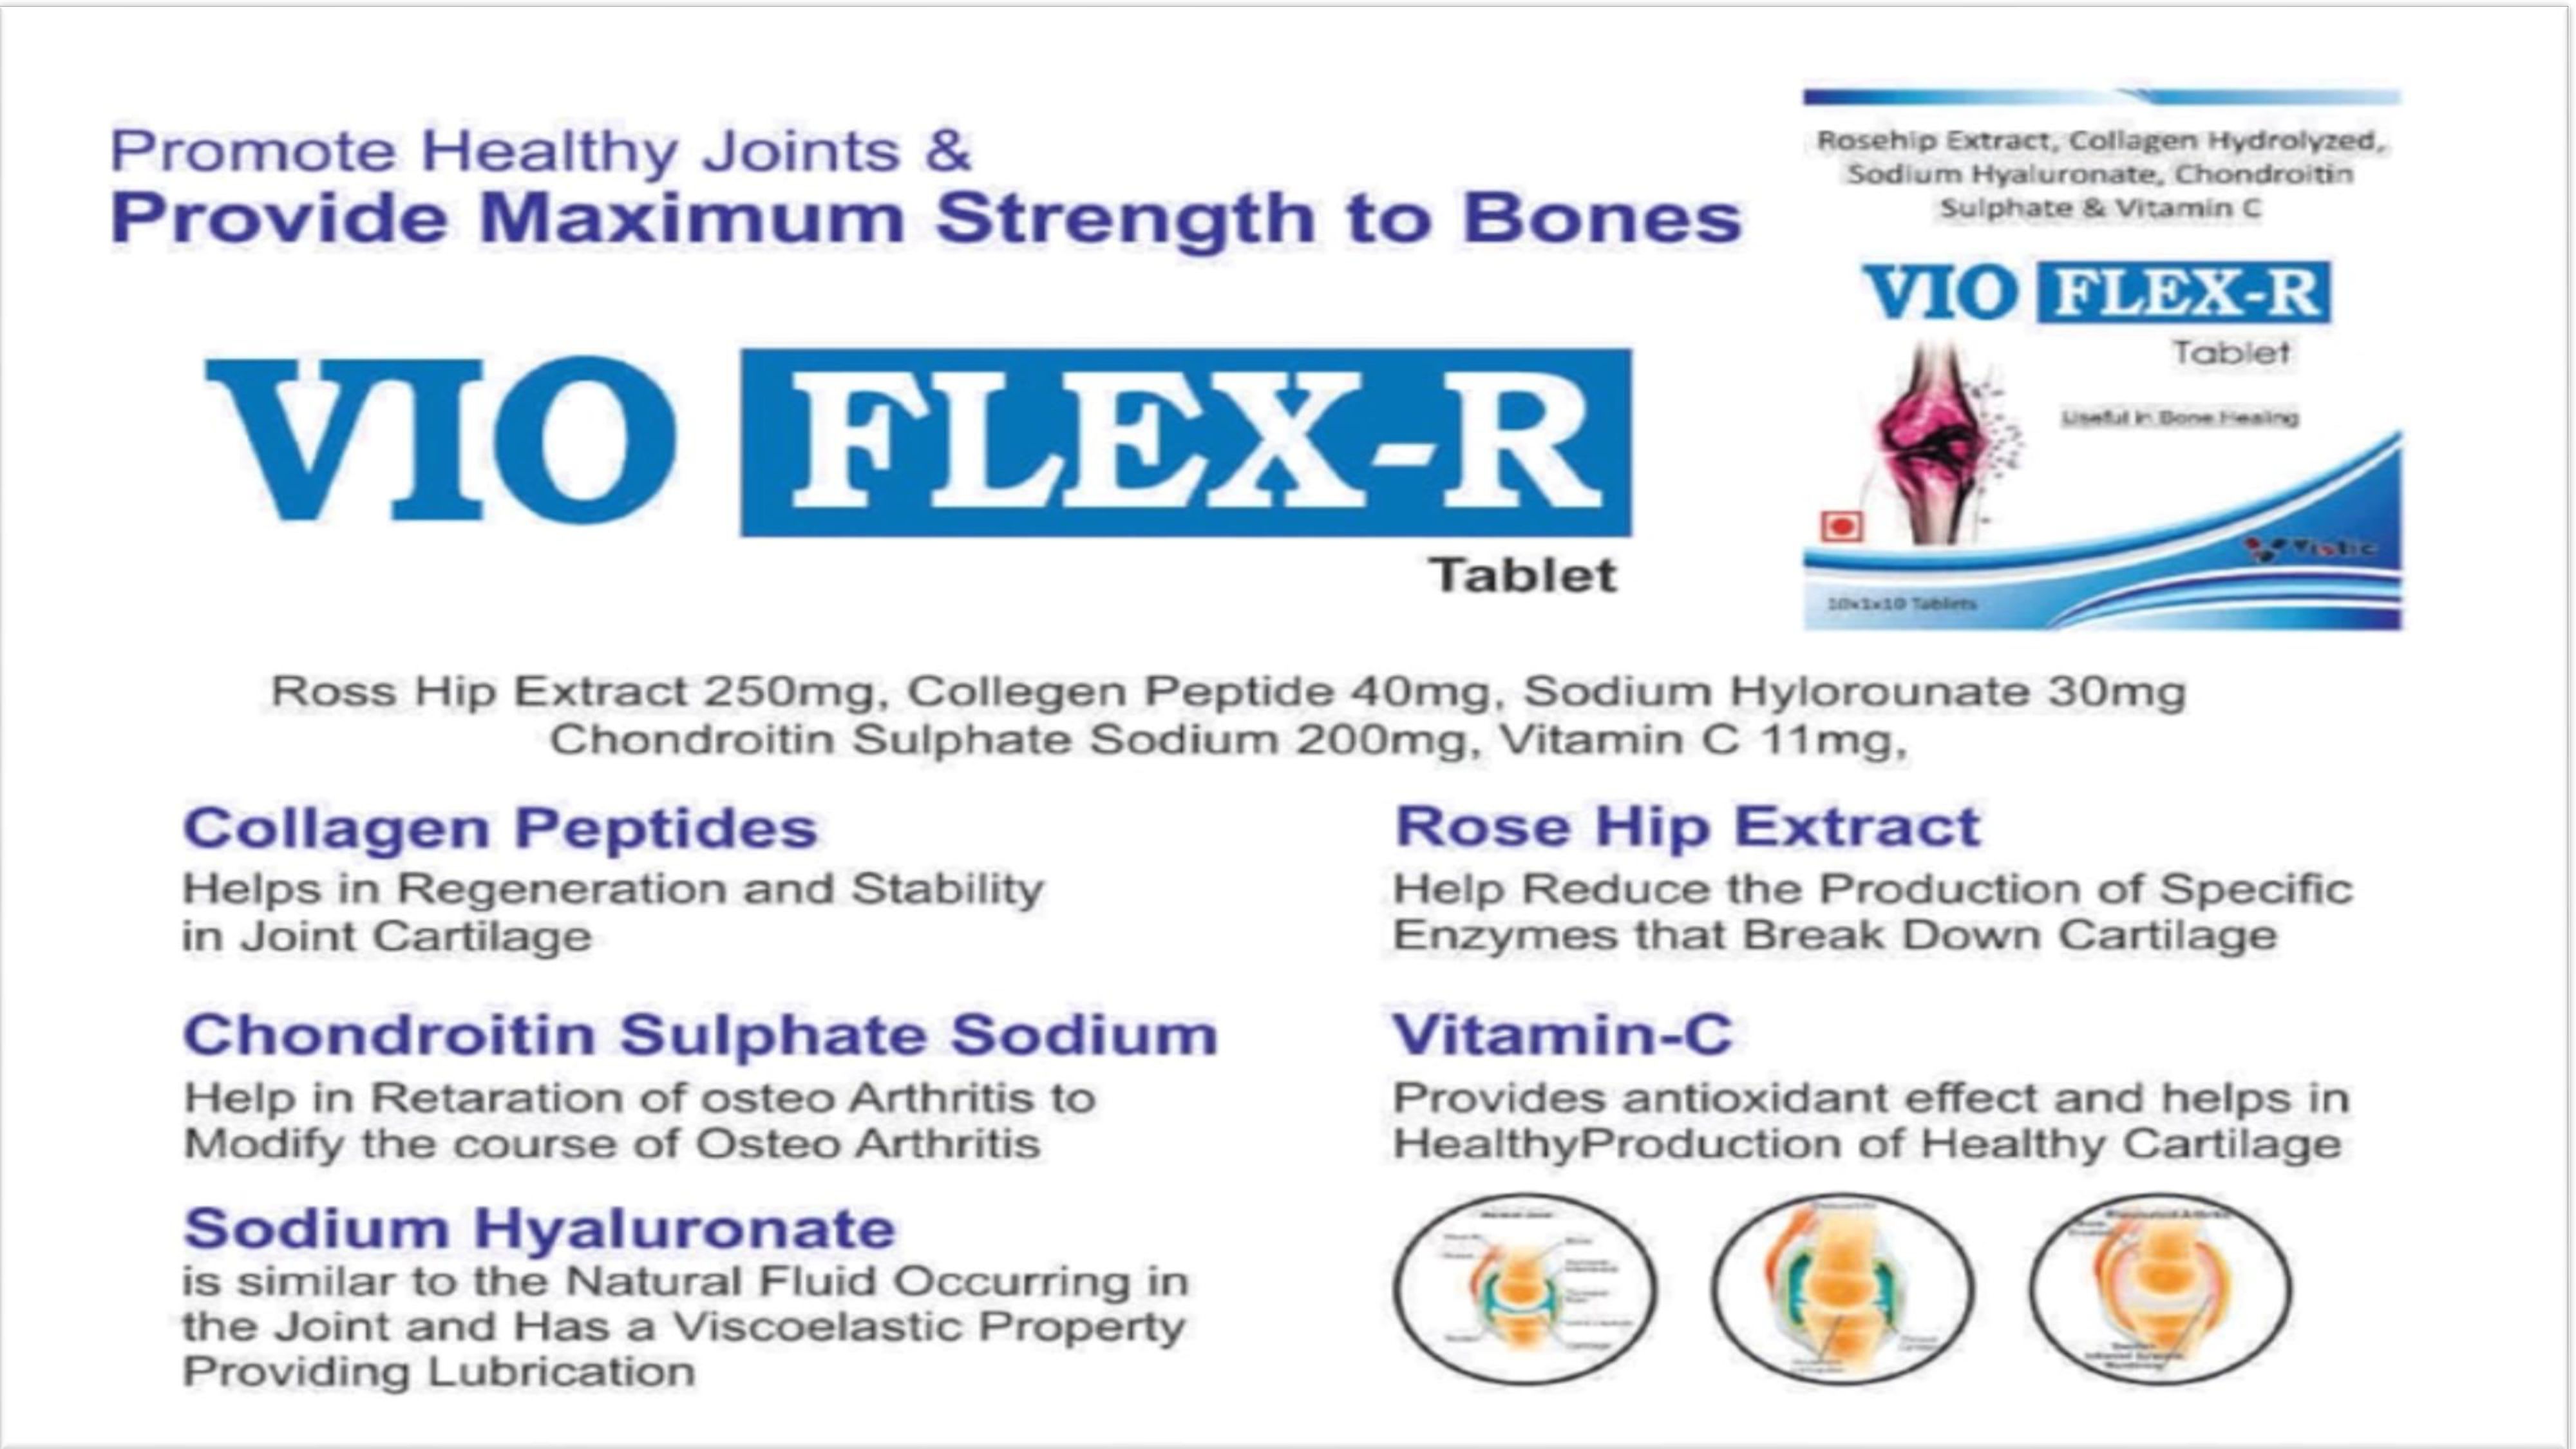 Promote Healthy Joints &
Provide Maximum Strength to Bones
VIO FLEX-R
Tablet
Rosehip Extract, Collagen Hydrolyzed,
Sodium Hyaluronate, Chondroitin
Sulphate & Vitamin C
VIO FLEX-R
Tablet
Useful in Bone Healing
10x1x10 Tablets
Ross Hip Extract 250mg, Collegen Peptide 40mg, Sodium Hylorounate 30mg
Chondroitin Sulphate Sodium 200mg, Vitamin C 11mg,
Collagen Peptides
Helps in Regeneration and Stability
in Joint Cartilage
Chondroitin Sulphate Sodium
Help in Retaration of osteo Arthritis to
Modify the course of Osteo Arthritis
Sodium Hyaluronate
is similar to the Natural Fluid Occurring in
the Joint and Has a Viscoelastic Property
Providing Lubrication
Rose Hip Extract
Help Reduce the Production of Specific
Enzymes that Break Down Cartilage
Vitamin-C
Provides antioxidant effect and helps in
HealthyProduction of Healthy Cartilage